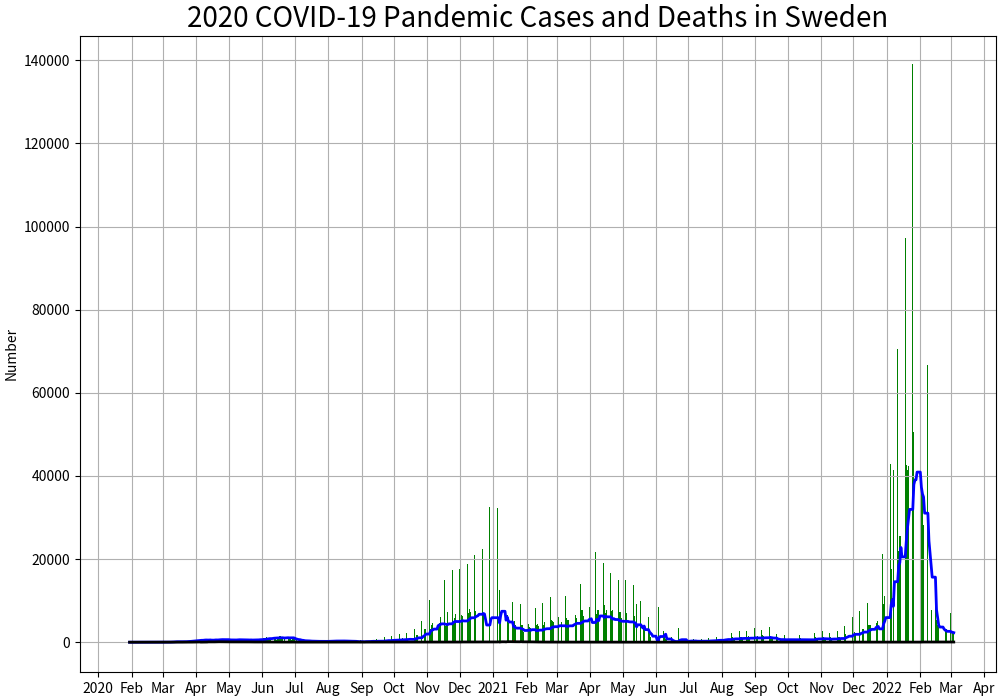 2020 COVID-19 Pandemic Cases and Deaths in Sweden
140000
120000
100000
80000
60000
40000
20000
0
Number
2020 Feb Mar Apr May Jun Jul Aug Sep Oct Nov Dec 2021 Feb Mar Apr May Jun Jul Aug Sep Oct Nov Dec 2022 Feb Mar Apr